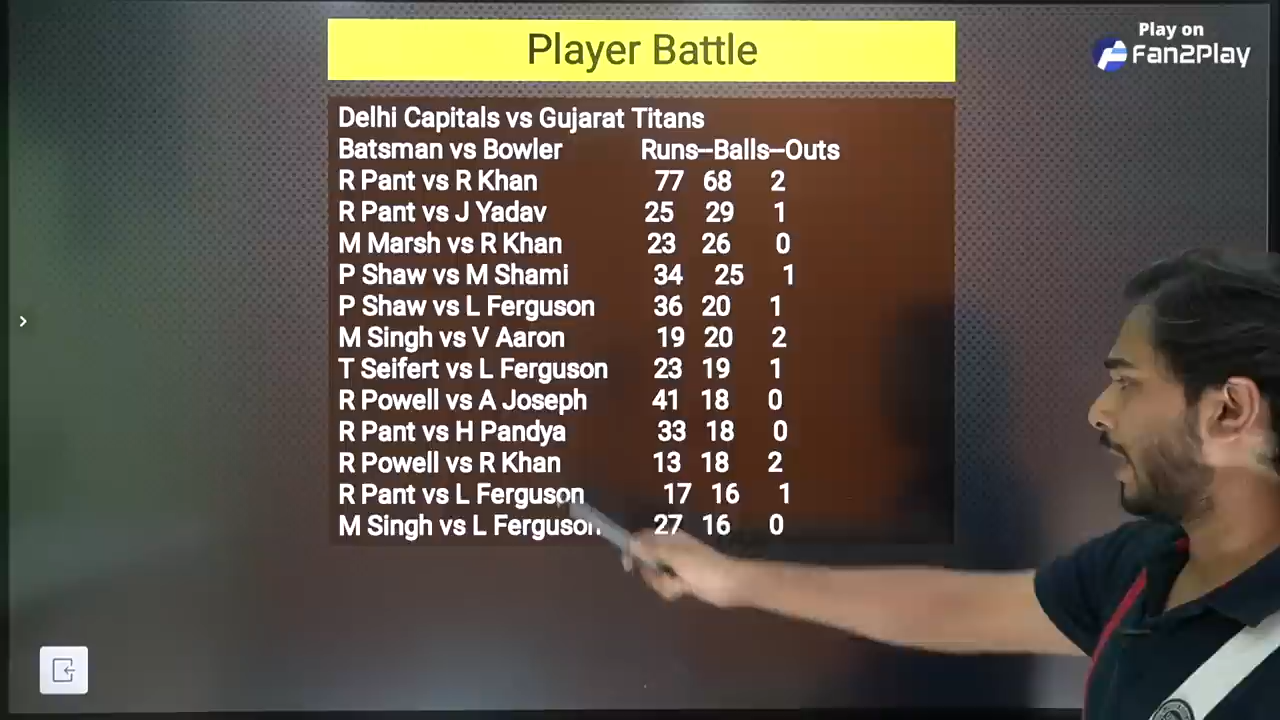 Player Battle
Play on
Fan2Play
Delhi Capitals vs Gujarat Titans
Batsman vs Bowler Runs--Balls--Outs
R Pant vs R Khan 77 68 2
R Pant vs J Yadav 25 29 1
M Marsh vs R Khan 23 26 0
P Shaw vs M Shami 34 25 1
P Shaw vs L Ferguson 36 20 1
M Singh vs V Aaron 19 20 2
T Seifert vs L Ferguson 23 19 1
R Powell vs A Joseph 41 18 0
R Pant vs H Pandya 33 18 0
R Powell vs R Khan 13 18 2
R Pant vs L Ferguson 17 16 1
M Singh vs L Ferguson 27 16 0